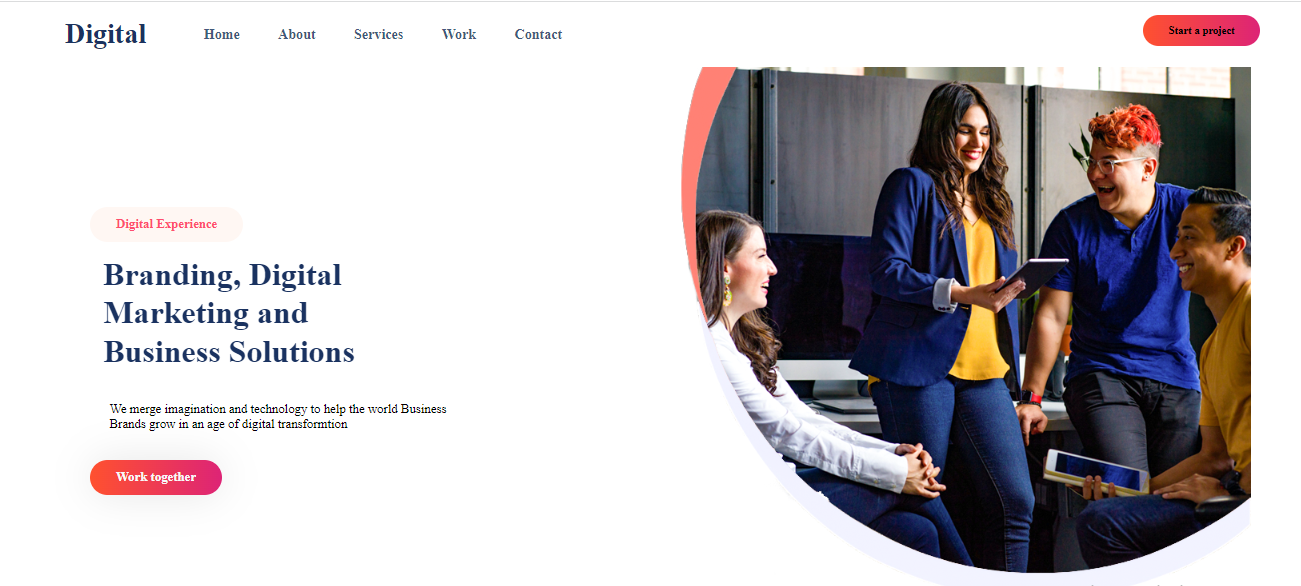 Digital
Home About Services Work Contact
Start a project
Digital Experience
Branding, Digital
Marketing and
Business Solutions
We merge imagination and technology to help the world Business
Brands grow in an age of digital transformtion
Work together